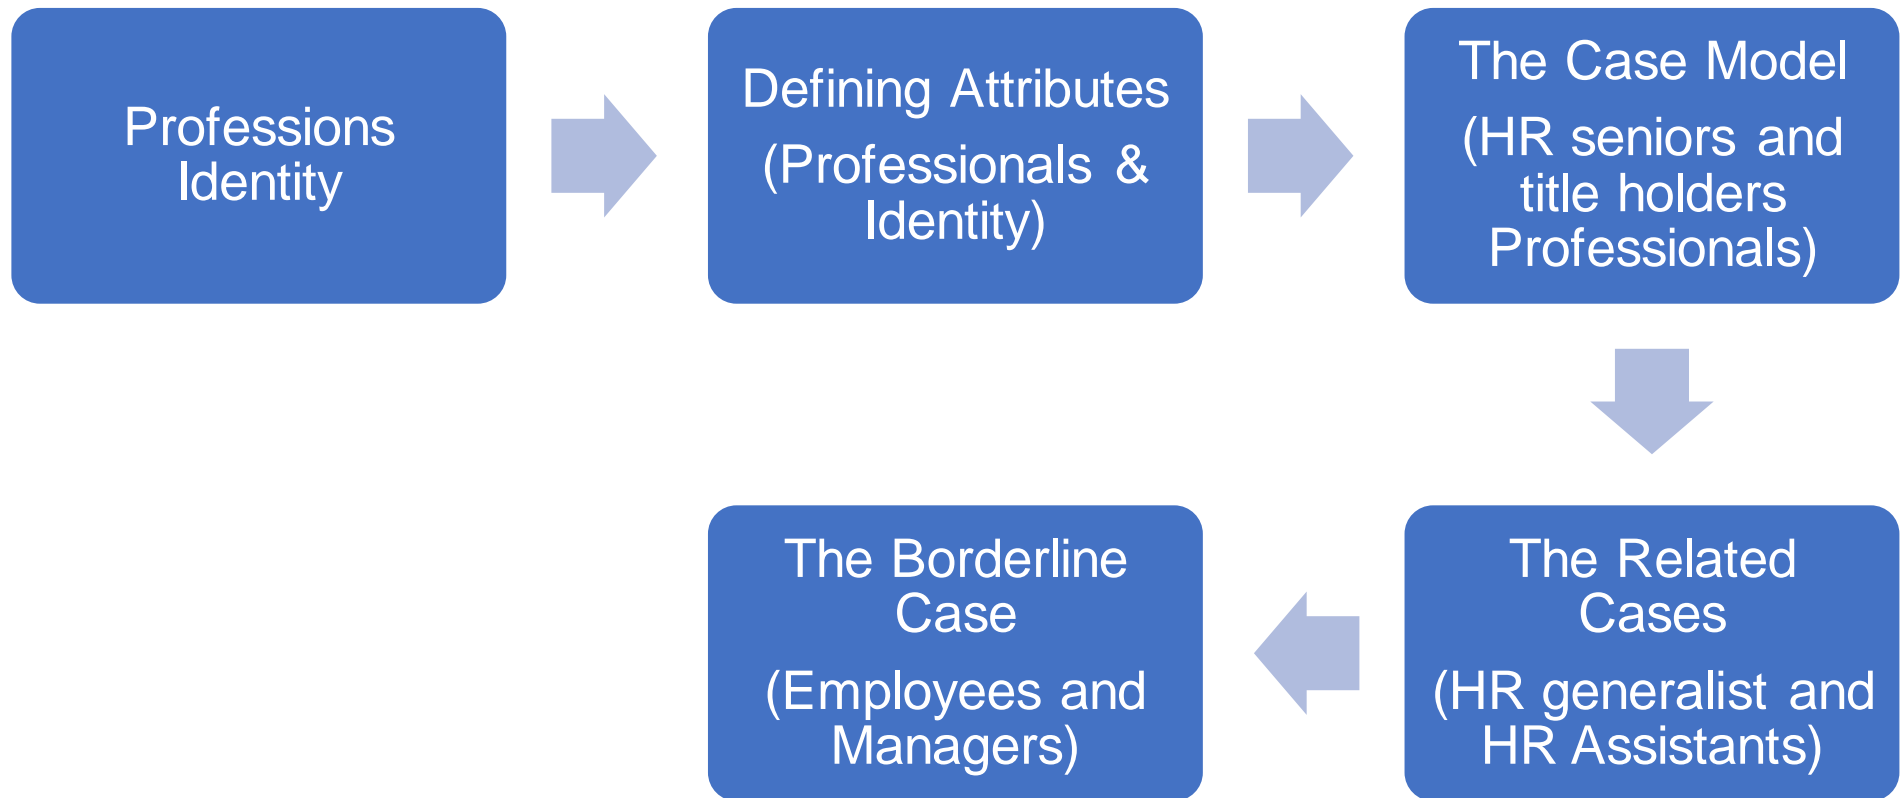 Professions
Identity
Defining Attributes
(Professionals &
Identity)
The Case Model
(HR seniors and
title holders
Professionals)
The Related
Cases
(HR generalist and
HR Assistants)
The Borderline
Case
(Employees and
Managers)